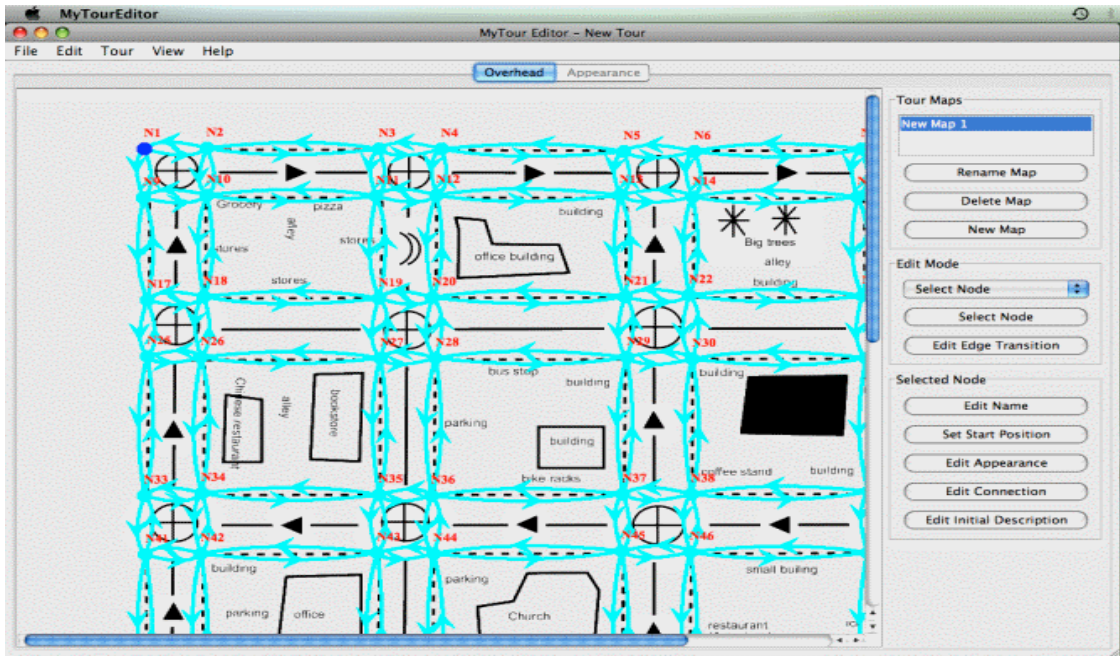 MyTourEditor
MyTour Editor - New Tour
File Edit Tour View Help
Overhead Appearance
Tour Maps
New Map 1
Rename Map
Delete Map
New Map
Edit Mode
Select Node
Select Node
Edit Edge Transition
Selected Node
Edit Name
Set Start Position
Edit Appearance
Edit Connection
Edit Initial Description
N1 N2 N3 N4 N5 N6
N9 N10 N11 N12 N13 N14
Grocery pizza building
alley
stores stores office building Big trees
alley
stores building
N17 N18 N19 N20 N21 N22
N25 N26 N27 N28 N29 N30
bus stop building building
Chinese restaurant alley bookstore
parking
building
bike racks coffee stand building
N33 N34 N35 N36 N37 N38
N41 N42 N43 N44 N45 N46
building parking small builing
parking office Church
restaurant